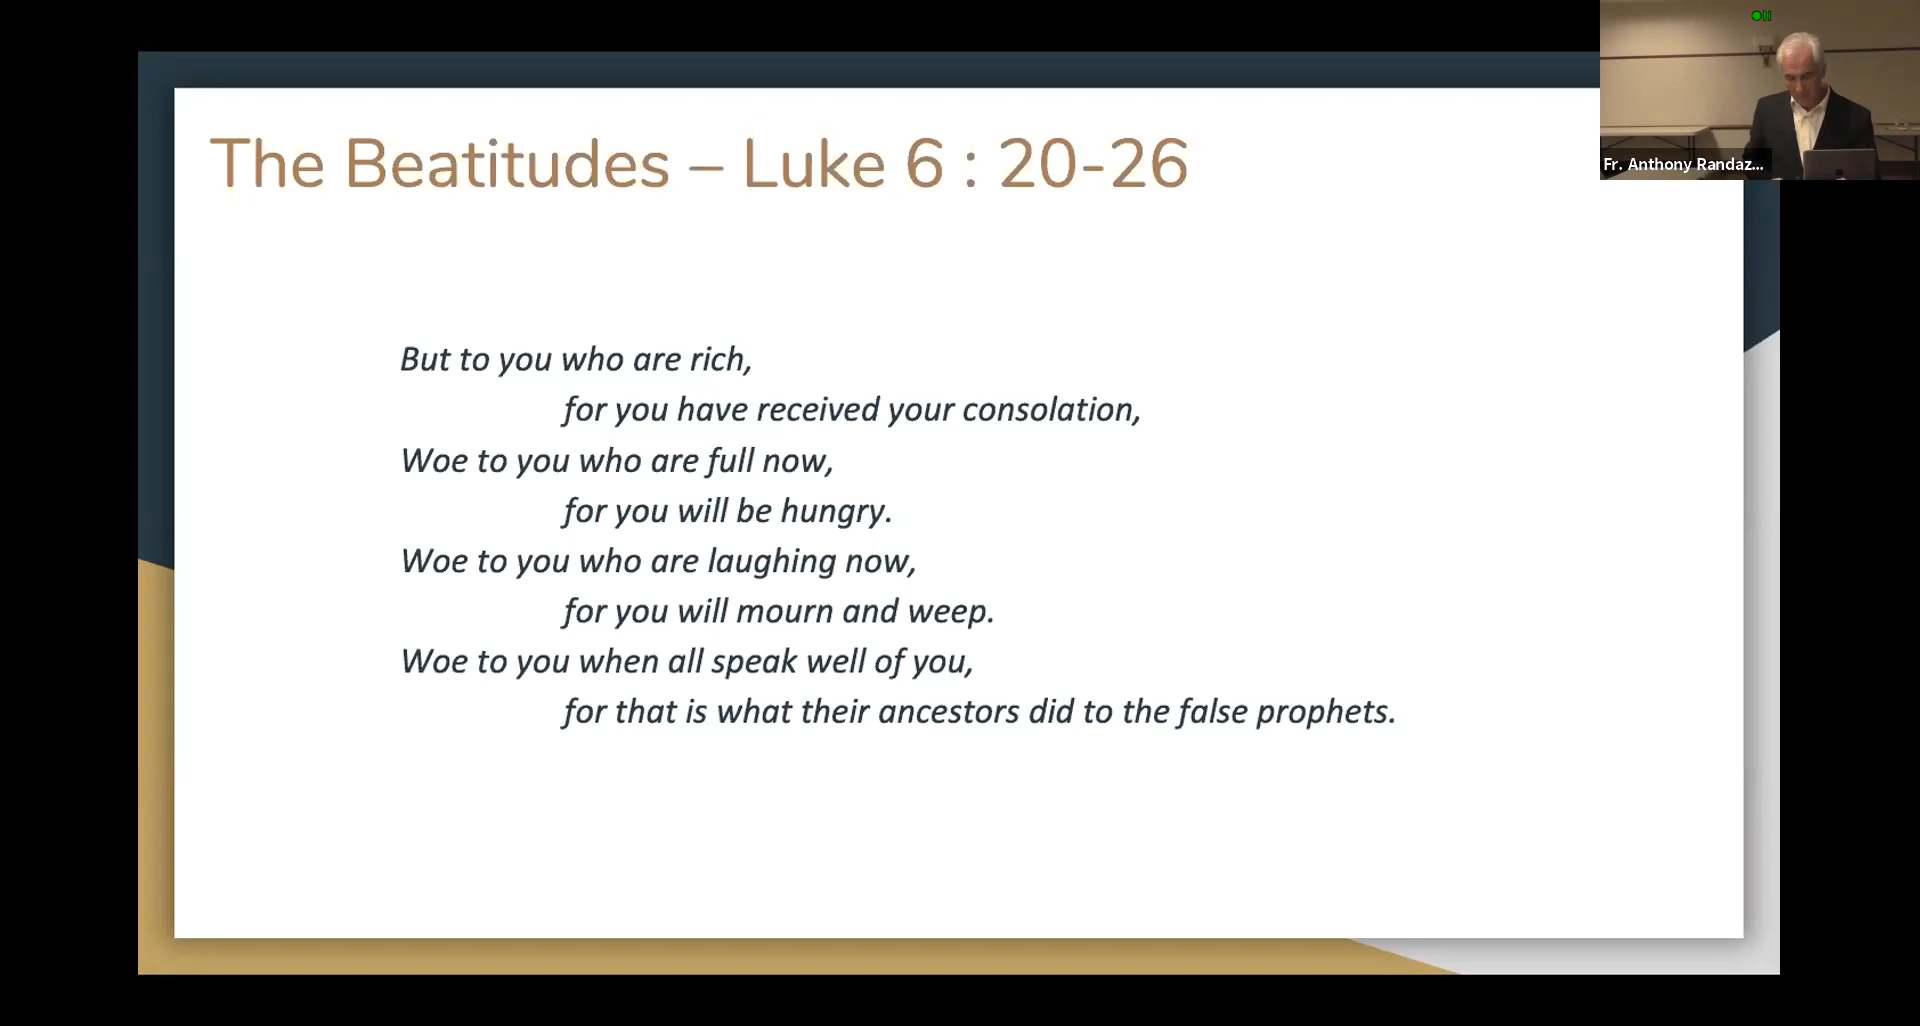 The Beatitudes – Luke 6 : 20-26
But to you who are rich,
for you have received your consolation,
Woe to you who are full now,
for you will be hungry.
Woe to you who are laughing now,
for you will mourn and weep.
Woe to you when all speak well of you,
for that is what their ancestors did to the false prophets.
Fr. Anthony Randaz...